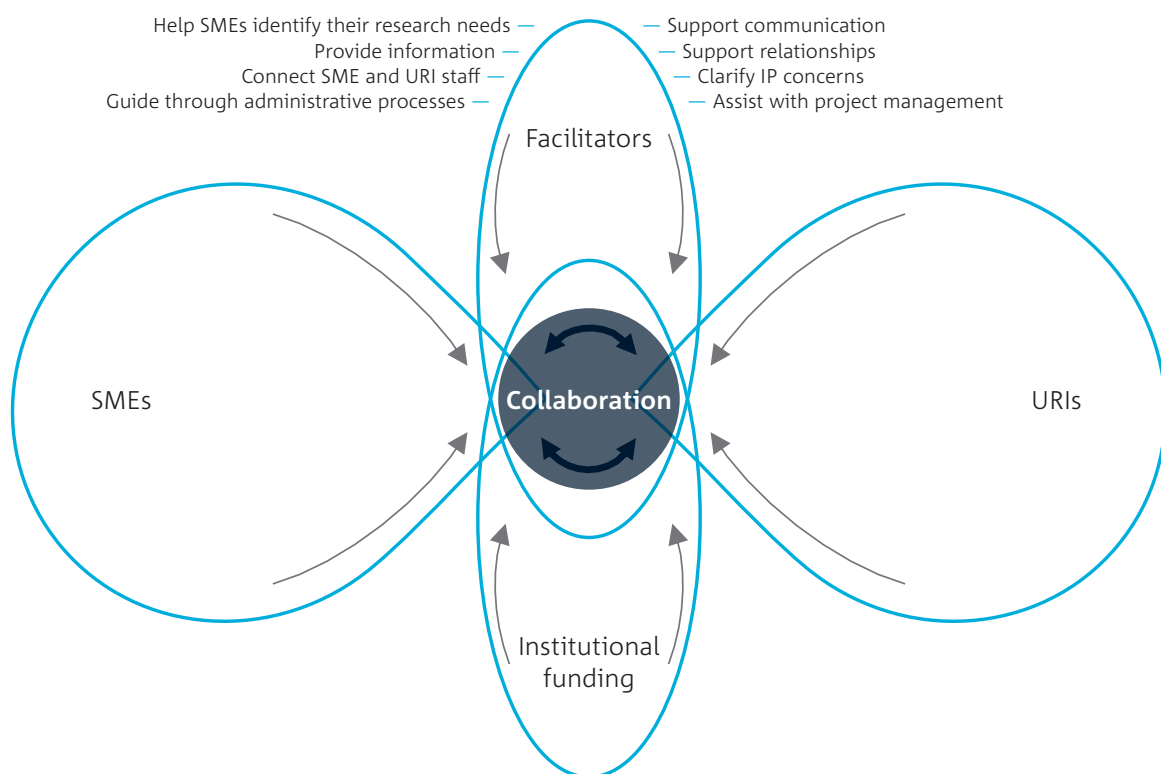 Help SMEs identify their research needs
Provide information
Connect SME and URI staff
Guide through administrative processes
Support communication
Support relationships
Clarify IP concerns
Assist with project management
Facilitators
SMEs
Collaboration
URIs
Institutional
funding